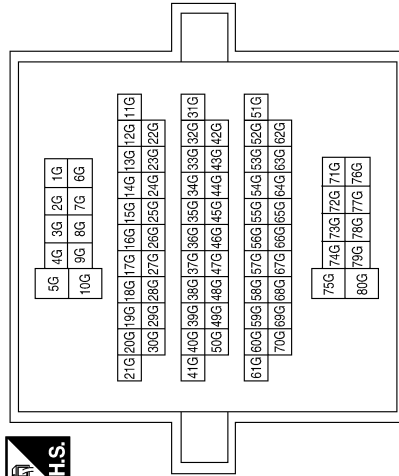 H.S.
5G 4G 3G 2G 1G
10G 9G 8G 7G 6G
21G 20G 19G 18G 17G 16G 15G 14G 13G 12G 11G
30G 29G 28G 27G 26G 25G 24G 23G 22G
41G 40G 39G 38G 37G 36G 35G 34G 33G 32G 31G
50G 49G 48G 47G 46G 45G 44G 43G 42G
61G 60G 59G 58G 57G 56G 55G 54G 53G 52G 51G
70G 69G 68G 67G 66G 65G 64G 63G 62G
75G 74G 73G 72G 71G
80G 79G 78G 77G 76G